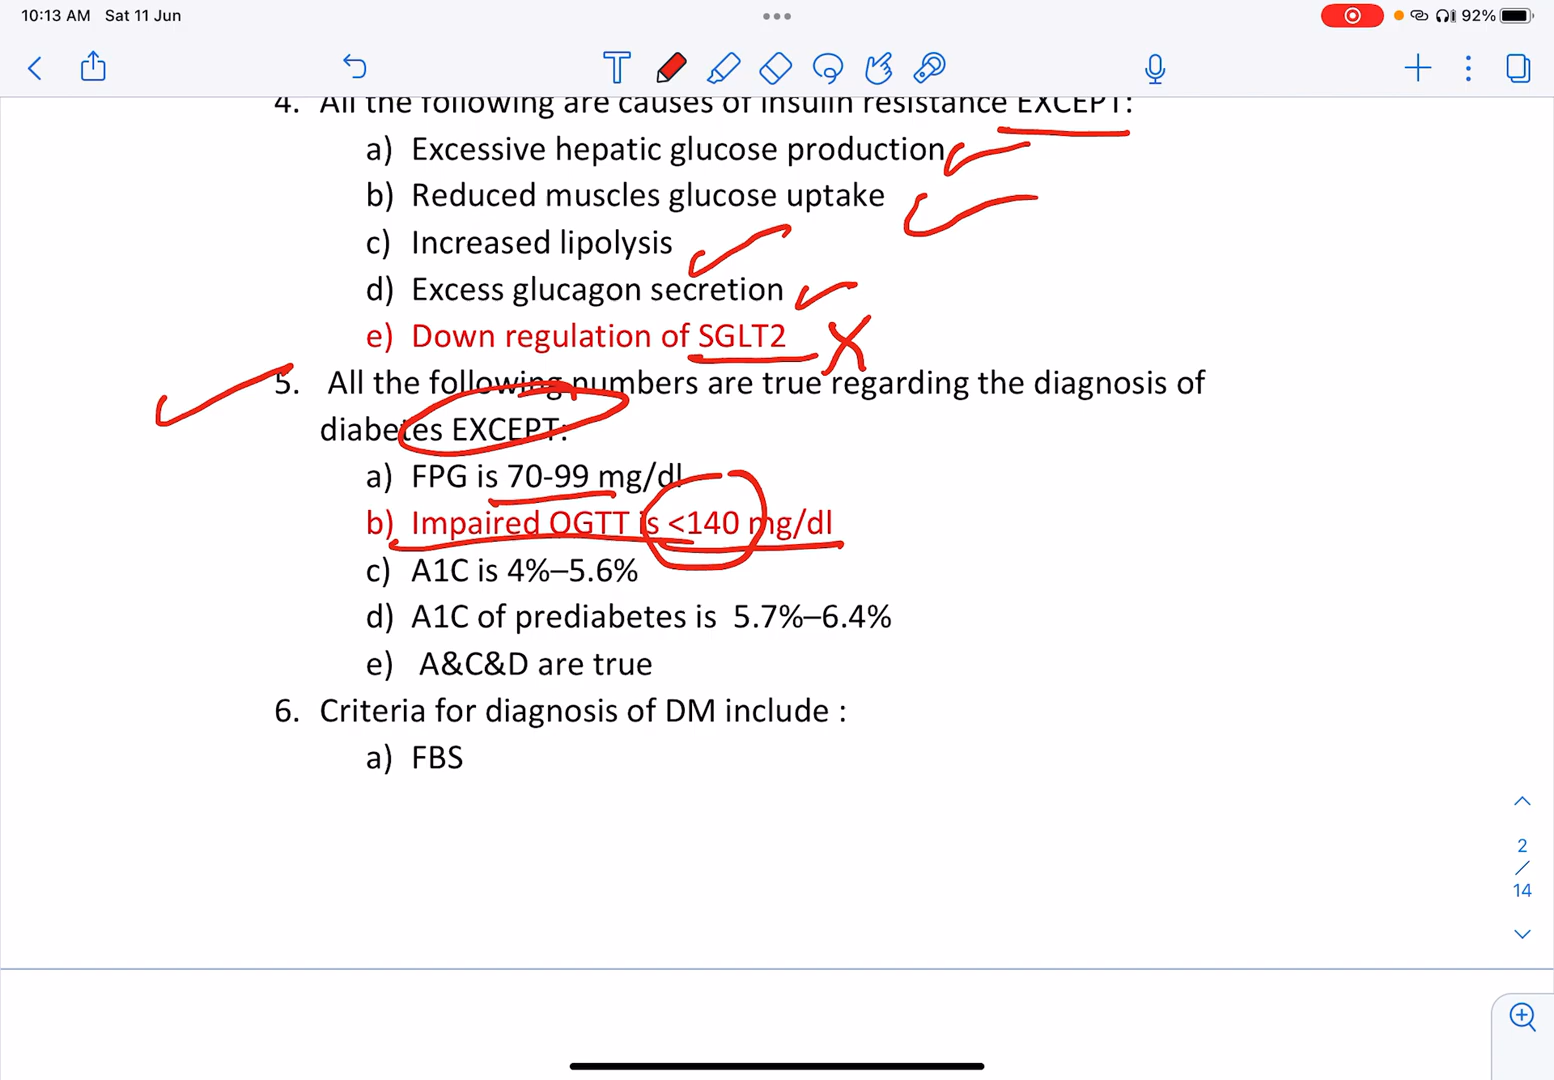 10:13 AM Sat 11 Jun
92%
T
4. All the following are causes of insulin resistance EXCEPT:
a) Excessive hepatic glucose production
b) Reduced muscles glucose uptake
c) Increased lipolysis
d) Excess glucagon secretion
e) Down regulation of SGLT2
5. All the following numbers are true regarding the diagnosis of
diabetes EXCEPT:
a) FPG is 70-99 mg/dl
b) Impaired OGTT is <140 mg/dl
c) A1C is 4%–5.6%
d) A1C of prediabetes is 5.7%–6.4%
e) A&C&D are true
6. Criteria for diagnosis of DM include :
a) FBS
2
/
14